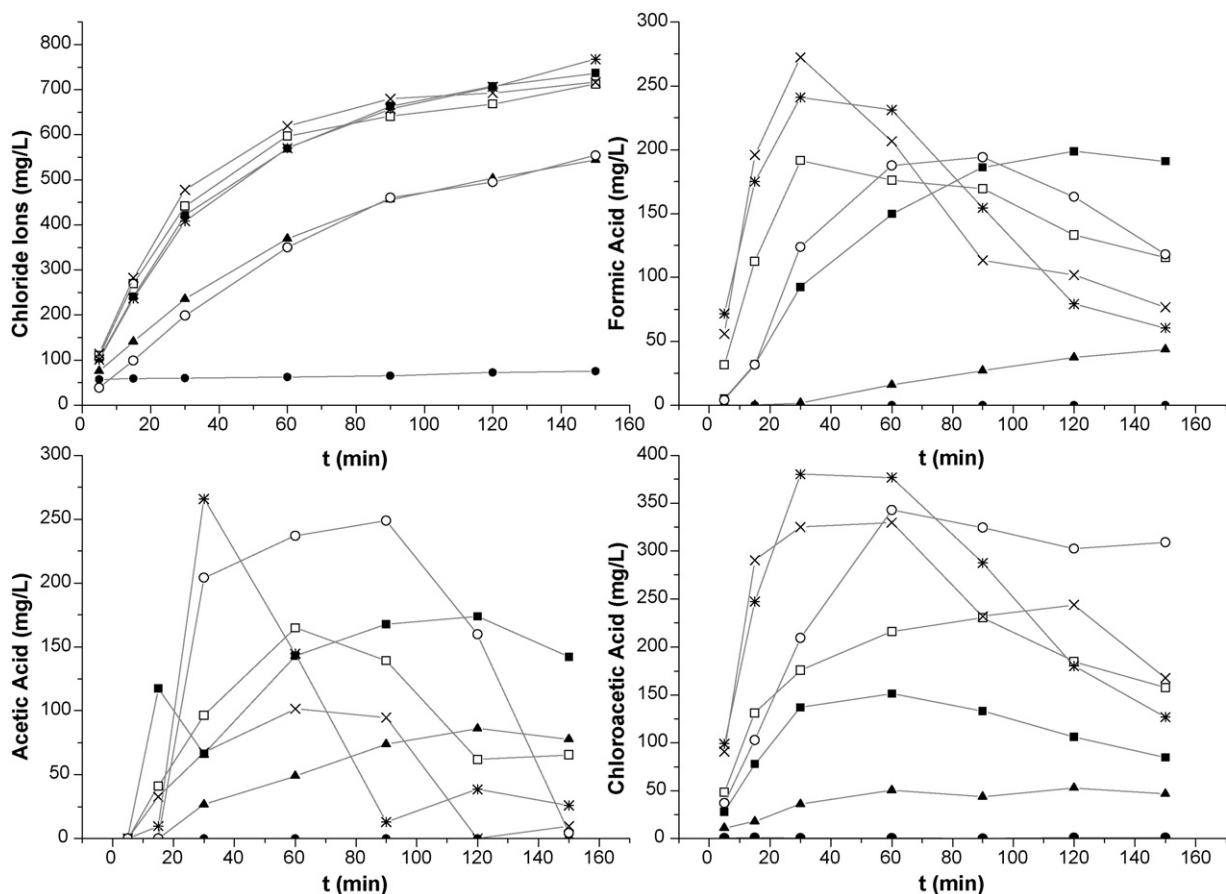 Chloride Ions (mg/L)
800
700
600
500
400
300
200
100
0
0 20 40 60 80 100 120 140 160
t (min)
Formic Acid (mg/L)
300
250
200
150
100
50
0
0 20 40 60 80 100 120 140 160
t (min)
Acetic Acid (mg/L)
300
250
200
150
100
50
0
0 20 40 60 80 100 120 140 160
t (min)
Chloroacetic Acid (mg/L)
400
350
300
250
200
150
100
50
0
0 20 40 60 80 100 120 140 160
t (min)